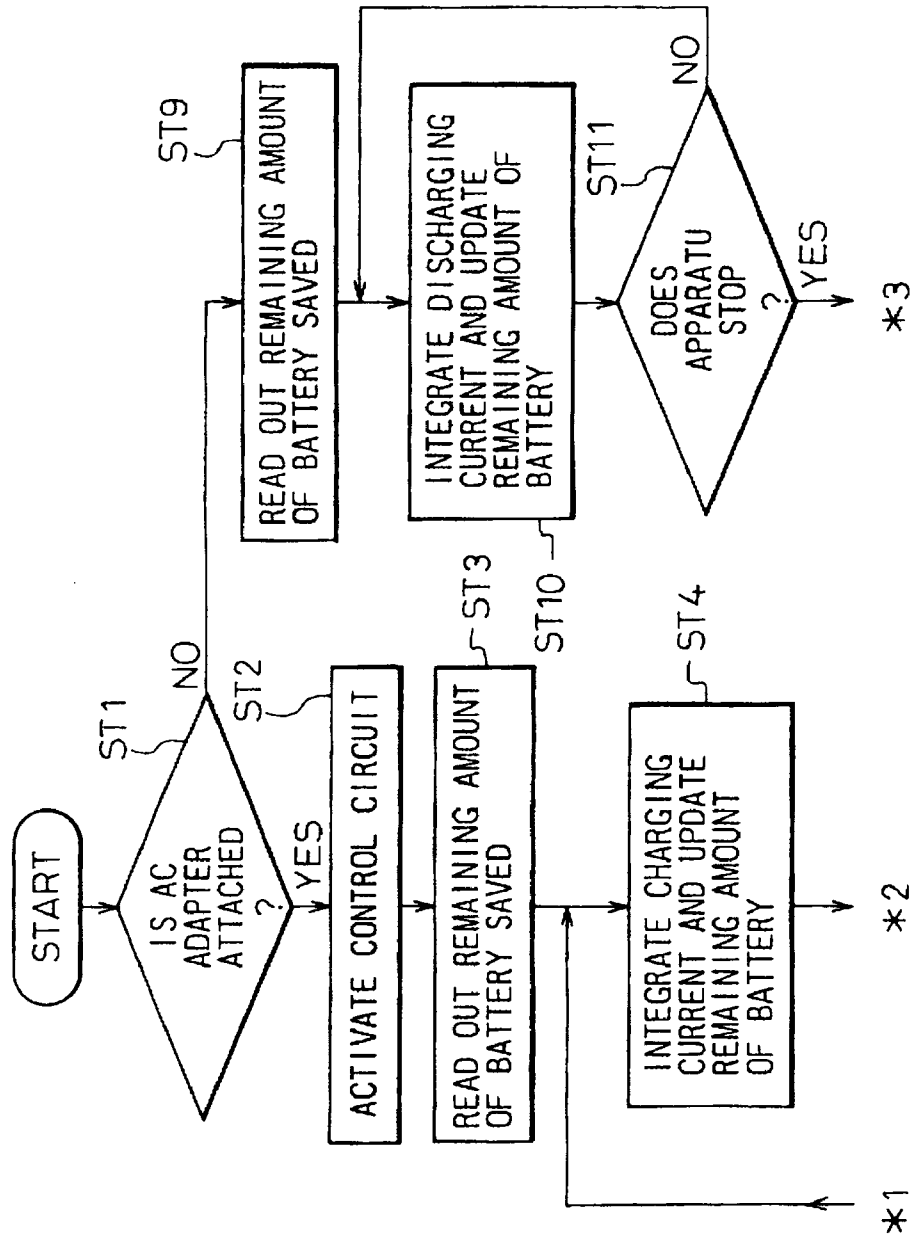 START
ST1
IS AC
ADAPTER
ATTACHED
?
NO
YES
ST2
ACTIVATE CONTROL CIRCUIT
ST3
READ OUT REMAINING AMOUNT
OF BATTERY SAVED
ST4
INTEGRATE CHARGING
CURRENT AND UPDATE
REMAINING AMOUNT
OF BATTERY
*1
*2
ST9
READ OUT REMAINING AMOUNT
OF BATTERY SAVED
ST10
INTEGRATE DISCHARGING
CURRENT AND UPDATE
REMAINING AMOUNT OF
BATTERY
ST11
DOES
APPARATU
STOP
?
NO
YES
*3